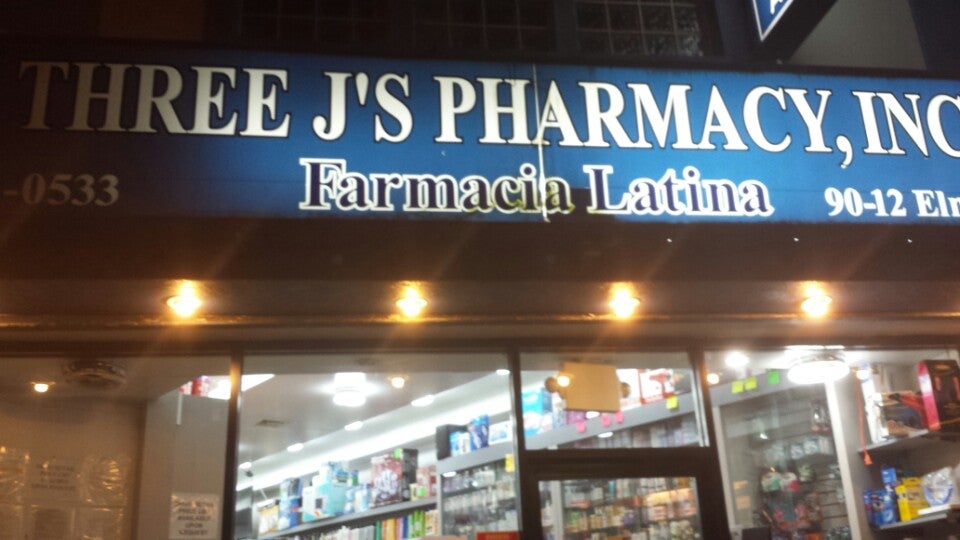 THREE J'S PHARMACY, INC
Farmacia Latina
-0533
90-12 Elm